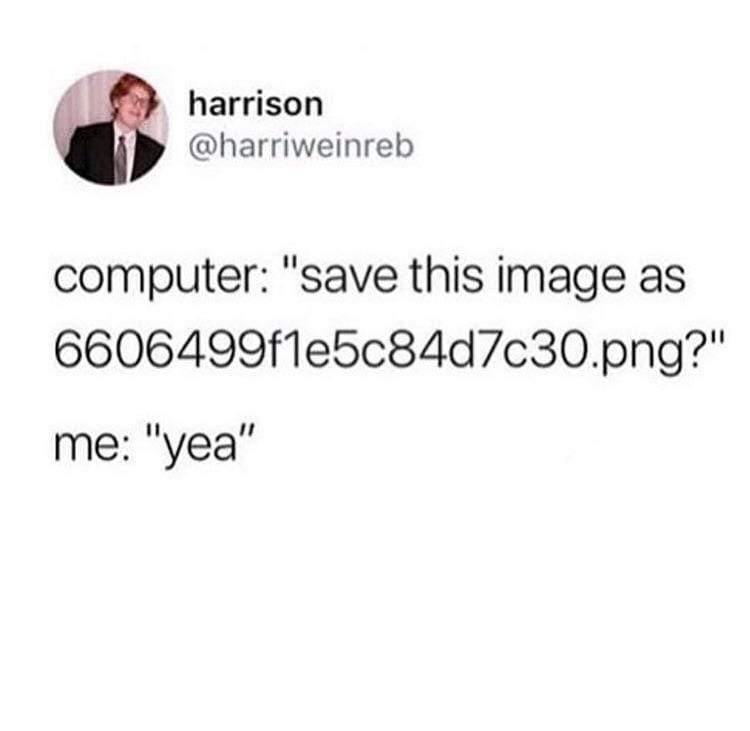 harrison
@harriweinreb
computer: "save this image as
6606499f1e5c84d7c30.png?"
me: "yea"